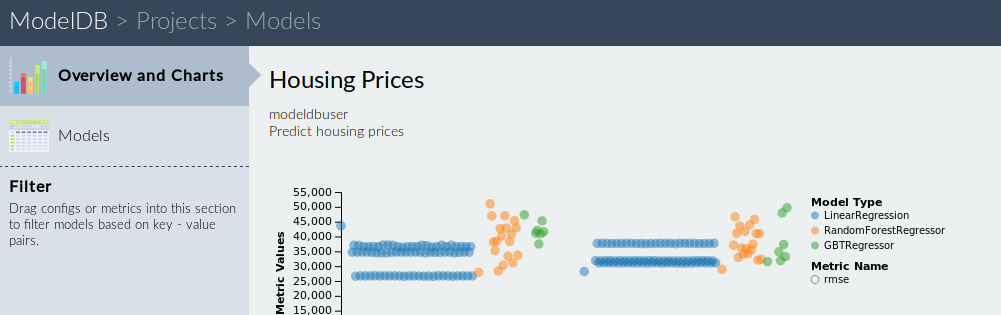 ModelDB > Projects > Models
Overview and Charts
Models
Filter
Drag configs or metrics into this section
to filter models based on key - value
pairs.
Housing Prices
modeldbuser
Predict housing prices
55,000
50,000
45,000
40,000
35,000
30,000
25,000
20,000
15,000
Metric Values
Model Type
LinearRegression
RandomForestRegressor
GBTRegressor
Metric Name
rmse